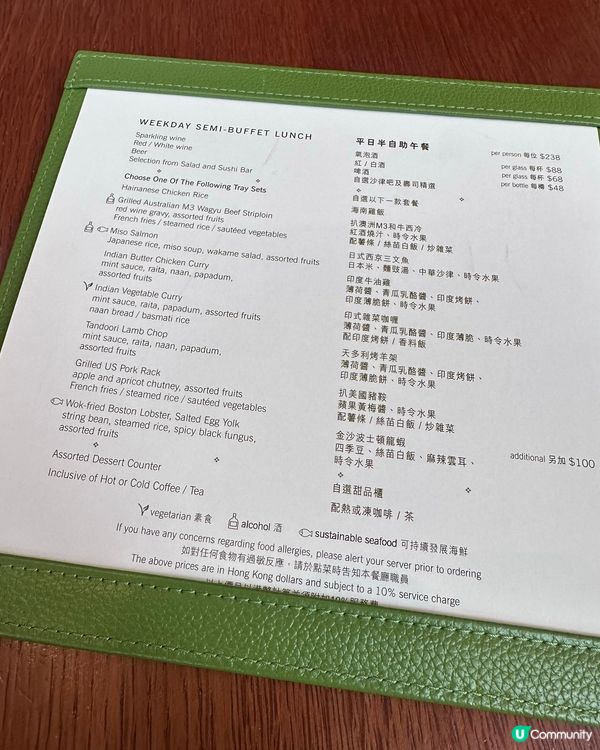 WEEKDAY SEMI-BUFFET LUNCH
Sparkling wine
Red / White wine
Beer
Selection from Salad and Sushi Bar
Choose One Of The Following Tray Sets
Hainanese Chicken Rice
Grilled Australian M3 Wagyu Beef Striploin
red wine gravy, assorted fruits
French fries / steamed rice / sautéed vegetables
Miso Salmon
Japanese rice, miso soup, wakame salad, assorted fruits
Indian Butter Chicken Curry
mint sauce, raita, naan, papadum,
assorted fruits
Indian Vegetable Curry
mint sauce, raita, papadum, assorted fruits
naan bread / basmati rice
Tandoori Lamb Chop
mint sauce, raita, naan, papadum,
assorted fruits
Grilled US Pork Rack
apple and apricot chutney, assorted fruits
French fries / steamed rice / sautéed vegetables
Wok-fried Boston Lobster, Salted Egg Yolk
string bean, steamed rice, spicy black fungus,
assorted fruits
Assorted Dessert Counter
Inclusive of Hot or Cold Coffee / Tea
平日半自助午餐
per person 每位 $238
氣泡酒
per glass 每杯 $88
紅 / 白酒
per glass 每杯 $68
啤酒
per bottle 每樽 $48
自選沙律吧及壽司精選
自選以下一款套餐
海南雞飯
扒澳洲M3和牛西冷
紅酒燒汁、時令水果
配薯條 / 絲苗白飯 / 炒雜菜
日式西京三文魚
日本米、麵豉湯、中華沙律、時令水果
印度牛油雞
薄荷醬、青瓜乳酪醬、印度烤餅、
印度薄脆餅、時令水果
印式雜菜咖喱
薄荷醬、青瓜乳酪醬、印度薄脆、時令水果
配印度烤餅 / 香料飯
天多利烤羊架
薄荷醬、青瓜乳酪醬、印度烤餅、
印度薄脆餅、時令水果
扒美國豬鞍
蘋果黃梅醬、時令水果
配薯條 / 絲苗白飯 / 炒雜菜
金沙波士頓龍蝦
additional 另加 $100
四季豆、絲苗白飯、麻辣雲耳、
時令水果
自選甜品櫃
配熱或凍咖啡 / 茶
vegetarian 素食 alcohol 酒 sustainable seafood 可持續發展海鮮
If you have any concerns regarding food allergies, please alert your server prior to ordering
如對任何食物有過敏反應，請於點菜時告知本餐廳職員
The above prices are in Hong Kong dollars and subject to a 10% service charge
U Community